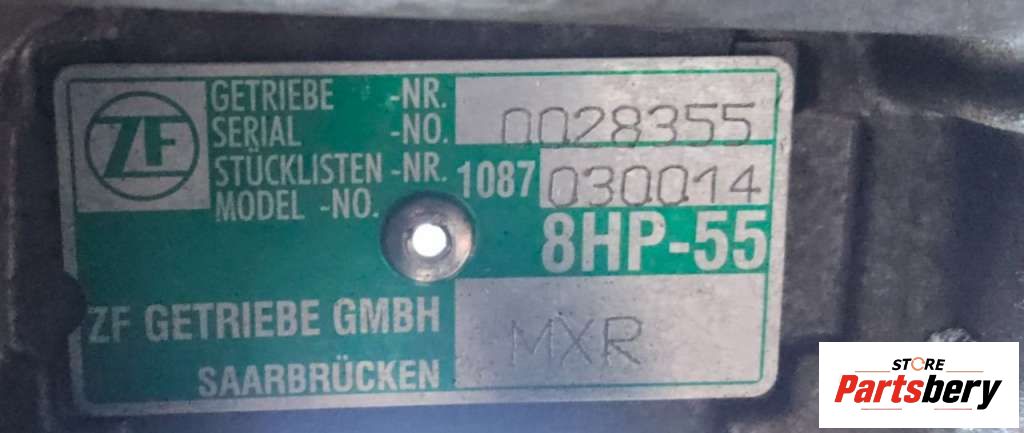 ZF
GETRIEBE -NR.
SERIAL -NO. 0028355
STÜCKLISTEN -NR.
MODEL -NO. 1087 030014
8HP-55
ZF GETRIEBE GMBH
SAARBRÜCKEN
MXR
STORE
Partsbery